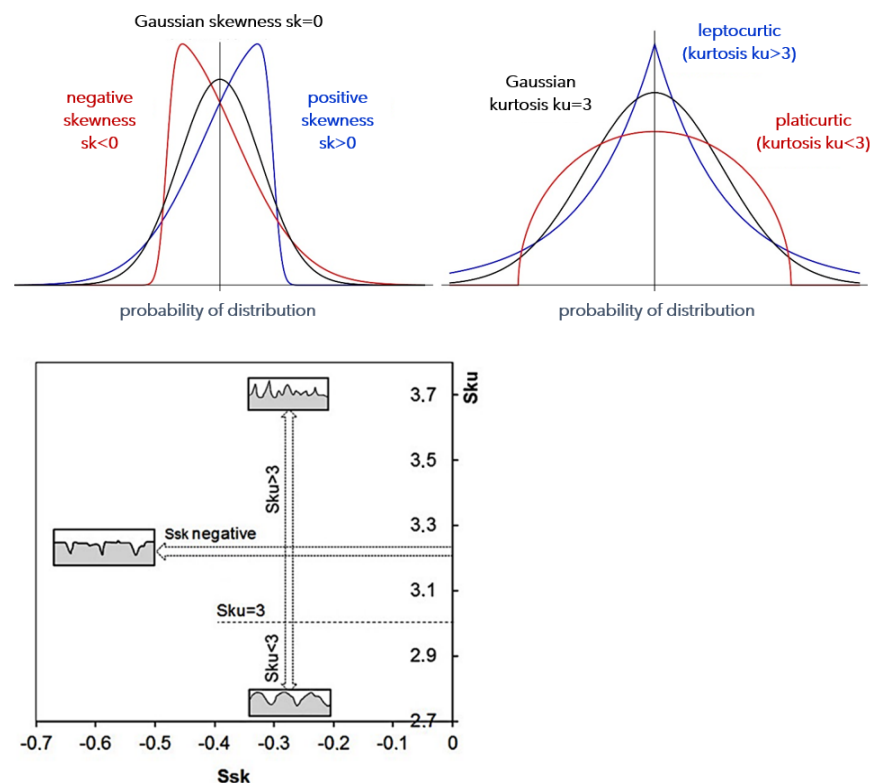 Gaussian skewness sk=0
negative
skewness
sk<0
positive
skewness
sk>0
probability of distribution
leptocurtic
(kurtosis ku>3)
Gaussian
kurtosis ku=3
platicurtic
(kurtosis ku<3)
probability of distribution
Sku
3.7
3.5
3.3
3.1
2.9
2.7
Sku>3
Ssk negative
Sku=3
Sku<3
-0.7 -0.6 -0.5 -0.4 -0.3 -0.2 -0.1 0
Ssk